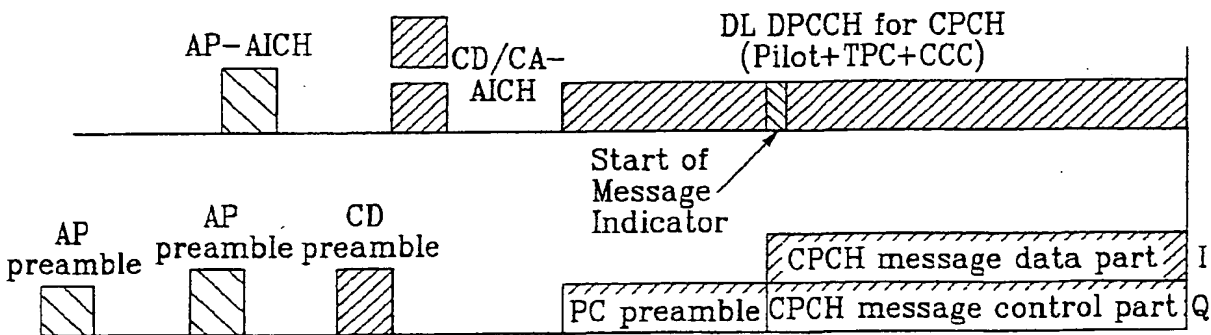 AP-AICH
CD/CA-
AICH
DL DPCCH for CPCH
(Pilot+TPC+CCC)
Start of
Message
Indicator
AP
preamble
AP
preamble
CD
preamble
CPCH message data part
I
PC preamble
CPCH message control part
Q